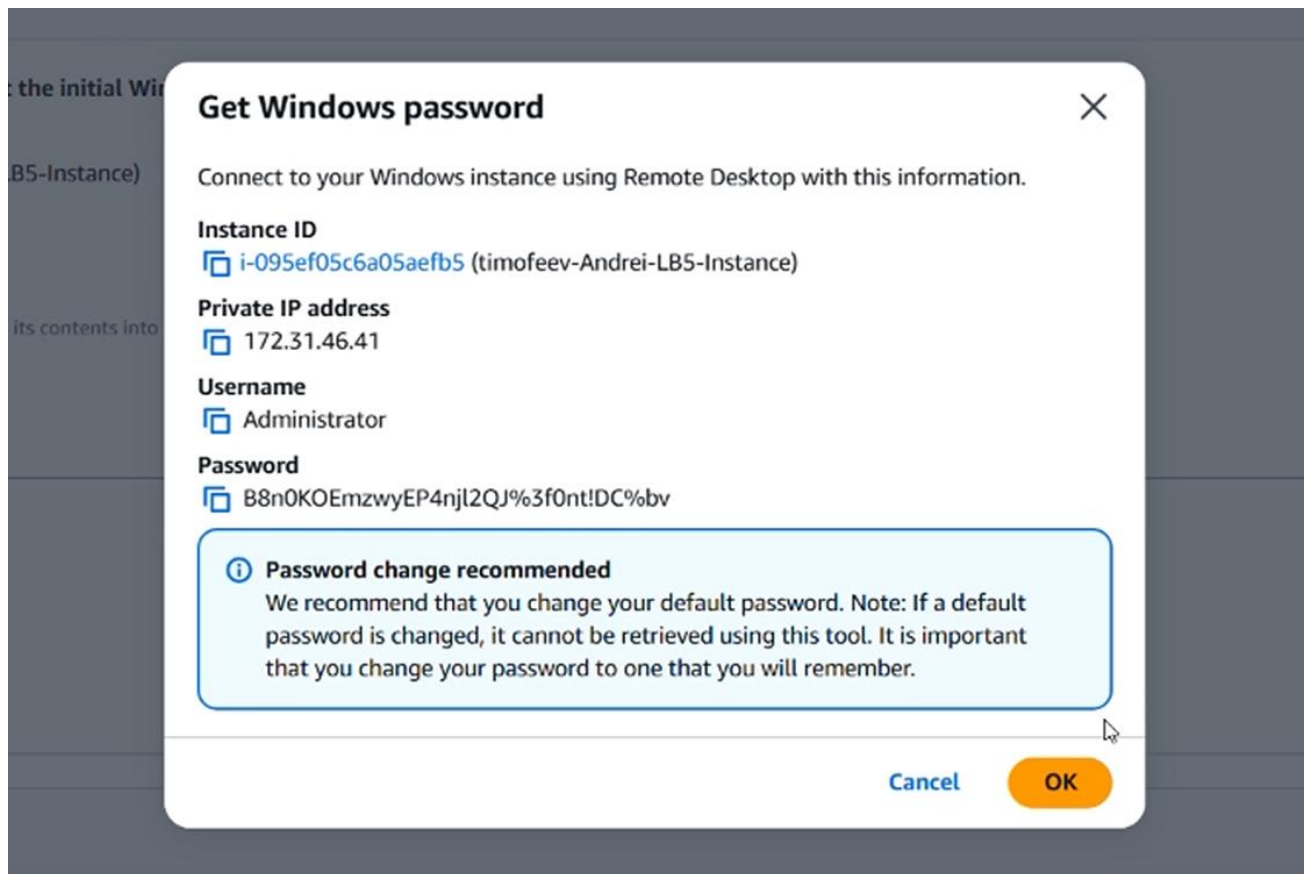 : the initial Wir
Get Windows password
.B5-Instance)
Connect to your Windows instance using Remote Desktop with this information.
Instance ID
i-095ef05c6a05aefb5 (timofeev-Andrei-LB5-Instance)
Private IP address
its contents into
172.31.46.41
Username
Administrator
Password
B8n0KOEmzwyEP4njl2QJ%3f0nt!DC%bv
Password change recommended
We recommend that you change your default password. Note: If a default
password is changed, it cannot be retrieved using this tool. It is important
that you change your password to one that you will remember.
Cancel
OK